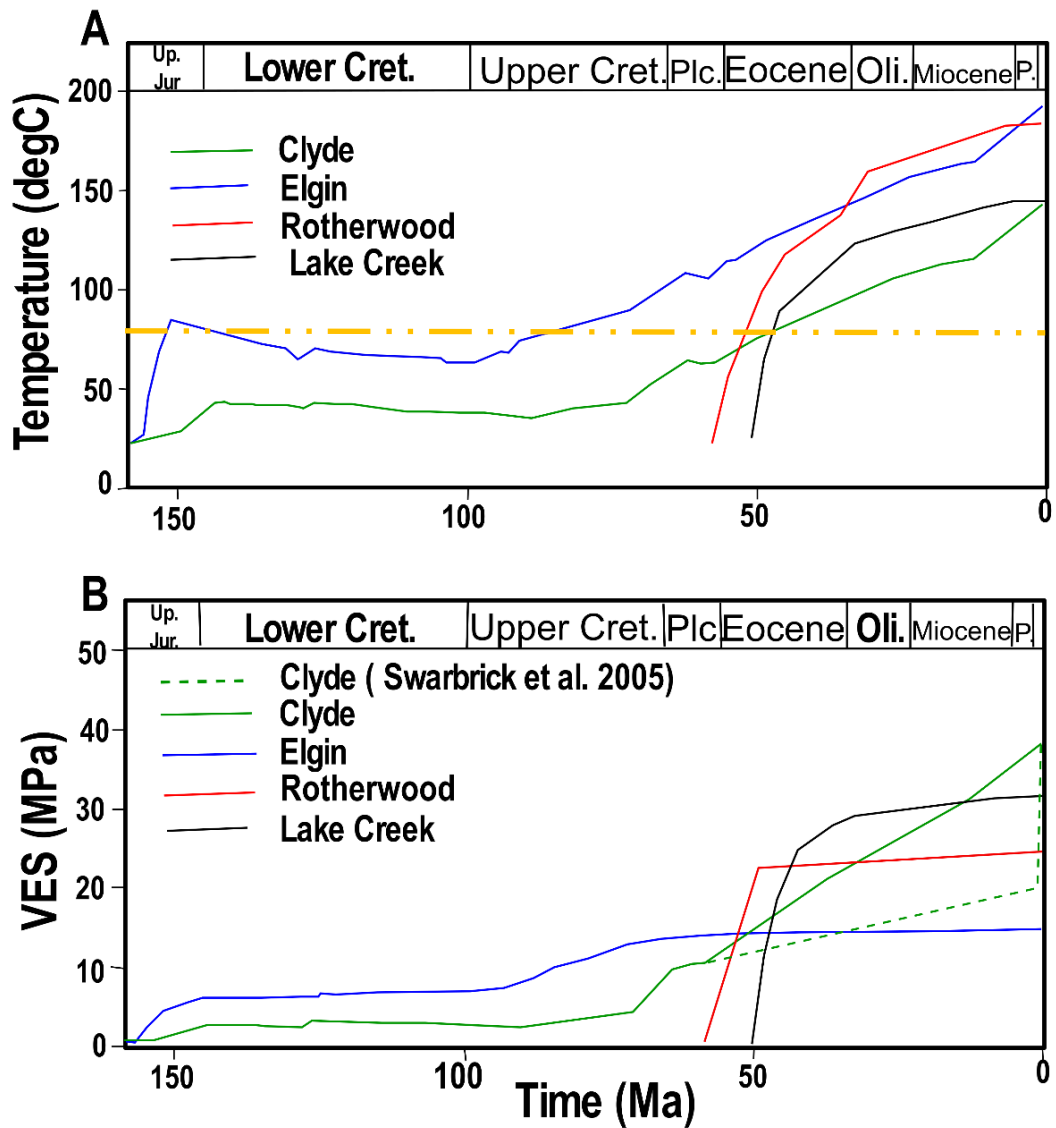 A
Up.
Jur
Lower Cret.
Upper Cret.
Plc.
Eocene
Oli.
Miocene
P.
200
150
100
50
0
Temperature (degC)
Clyde
Elgin
Rotherwood
Lake Creek
150
100
50
0
B
Up.
Jur.
Lower Cret.
Upper Cret.
Plc
Eocene
Oli.
Miocene
P.
50
40
30
20
10
0
VES (MPa)
Clyde ( Swarbrick et al. 2005)
Clyde
Elgin
Rotherwood
Lake Creek
150
100
50
0
Time (Ma)